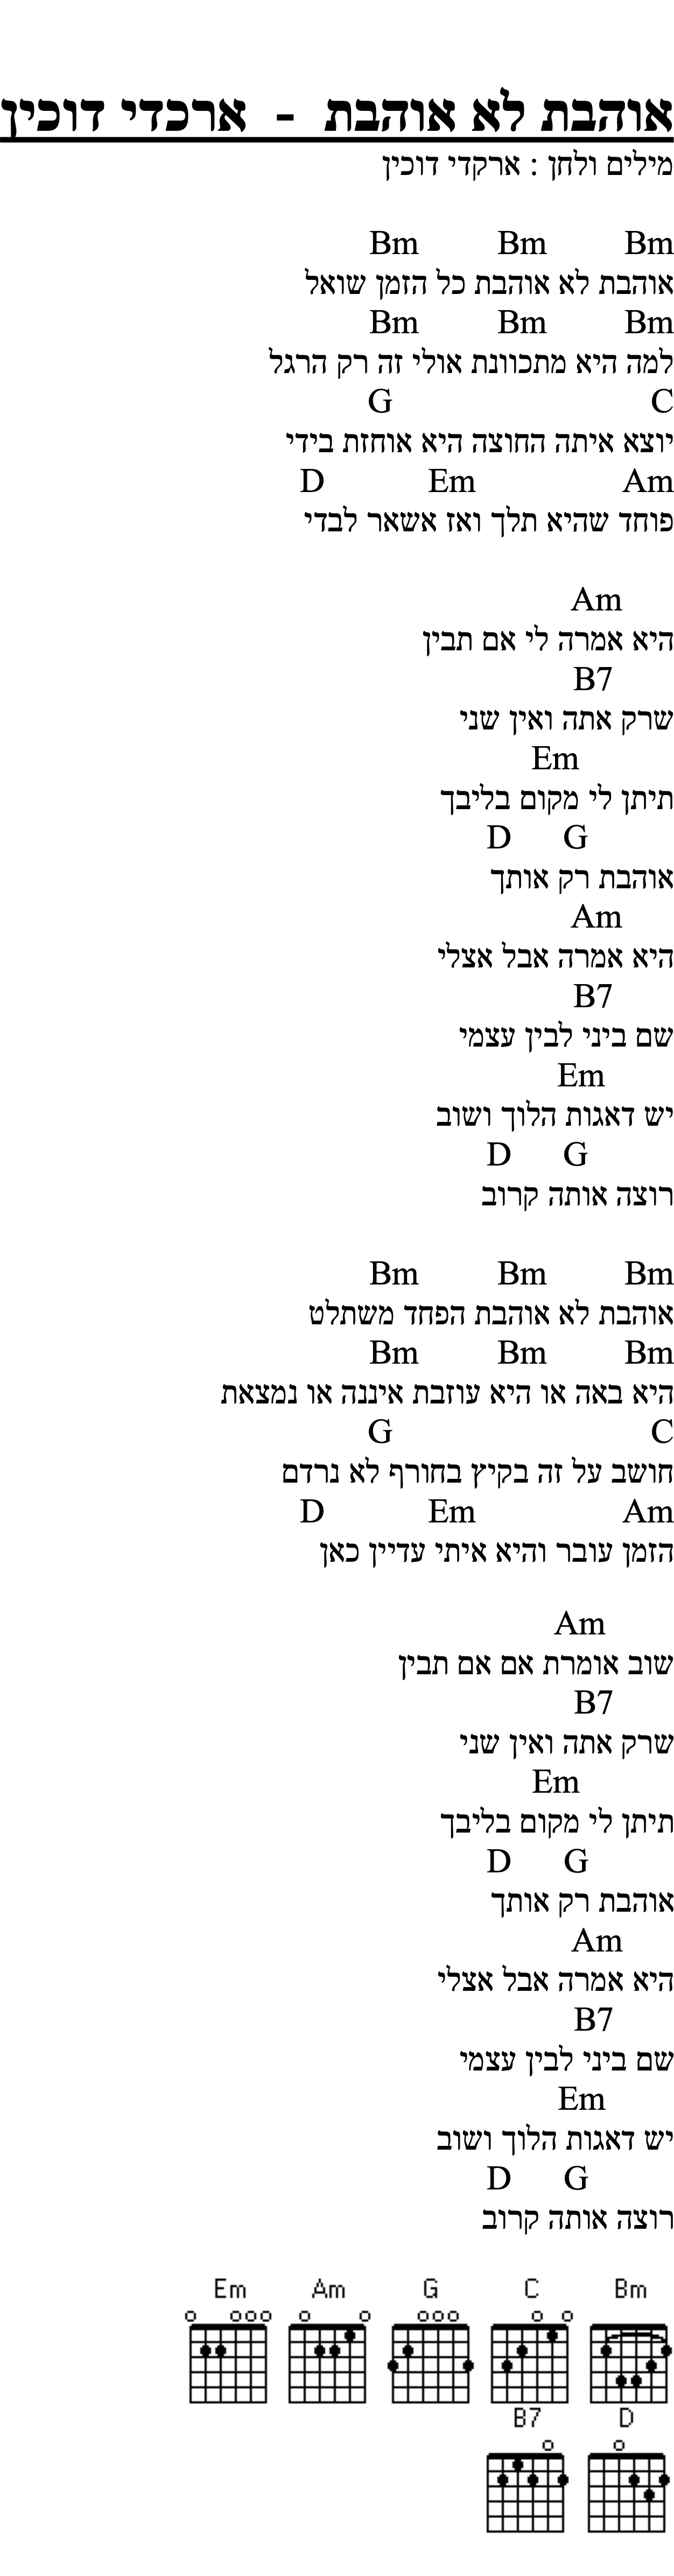 אוהבת לא אוהבת - ארכדי דוכין
מילים ולחן : ארקדי דוכין
Bm Bm Bm
אוהבת לא אוהבת כל הזמן שואל
Bm Bm Bm
למה היא מתכוונת אולי זה רק הרגל
G C
יוצא איתה החוצה היא אוחזת בידי
D Em Am
פוחד שהיא תלך ואז אשאר לבדי
Am
היא אמרה לי אם תבין
B7
שרק אתה ואין שני
Em
תיתן לי מקום בליבך
D G
אוהבת רק אותך
Am
היא אמרה אבל אצלי
B7
שם ביני לבין עצמי
Em
יש דאגות הלוך ושוב
D G
רוצה אותה קרוב
Bm Bm Bm
אוהבת לא אוהבת הפחד משתלט
Bm Bm Bm
היא באה או היא עוזבת איננה או נמצאת
G C
חושב על זה בקיץ בחורף לא נרדם
D Em Am
הזמן עובר והיא איתי עדיין כאן
Am
שוב אומרת אם אם תבין
B7
שרק אתה ואין שני
Em
תיתן לי מקום בליבך
D G
אוהבת רק אותך
Am
היא אמרה אבל אצלי
B7
שם ביני לבין עצמי
Em
יש דאגות הלוך ושוב
D G
רוצה אותה קרוב
Em Am G C Bm
B7 D